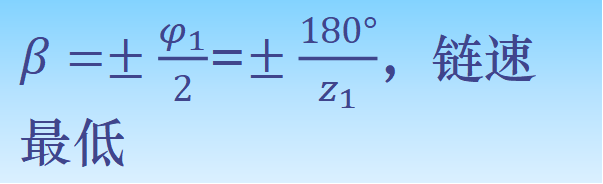 β =± φ₁/2 =± 180°/z₁，链速
最低